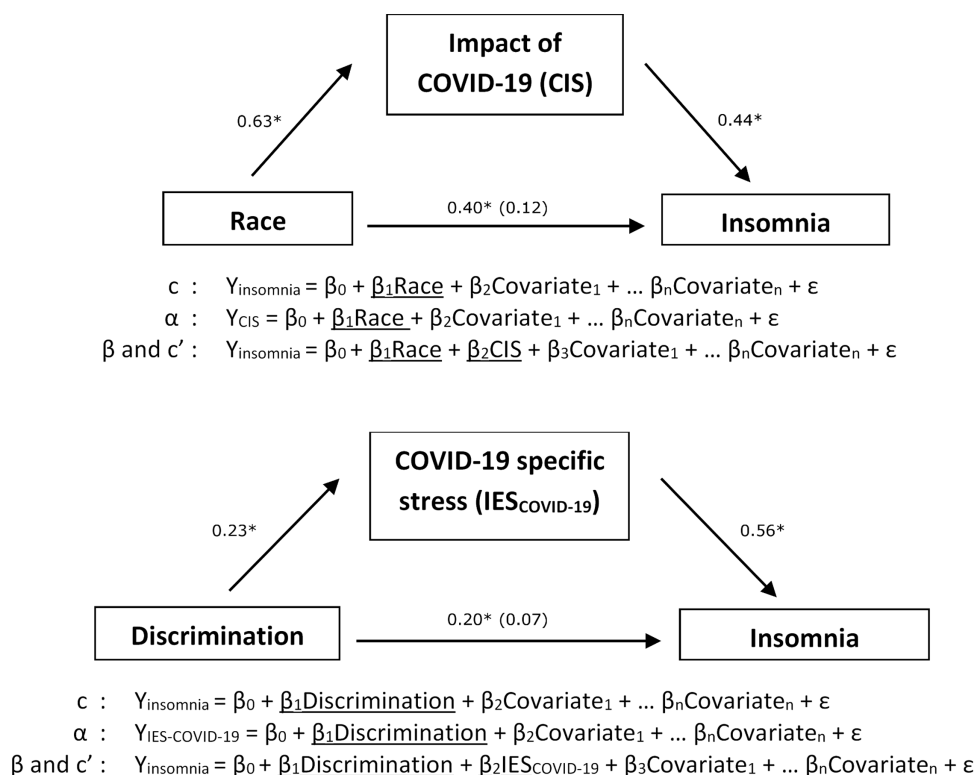 Impact of
COVID-19 (CIS)
0.63*
0.44*
Race
0.40* (0.12)
Insomnia
c : Yinsomnia = β0 + β1Race + β2Covariate1 + ... βnCovariaten + ε
α : YCIS = β0 + β1Race + β2Covariate1 + ... βnCovariaten + ε
β and c’ : Yinsomnia = β0 + β1Race + β2CIS + β3Covariate1 + ... βnCovariaten + ε
COVID-19 specific
stress (IESCOVID-19)
0.23*
0.56*
Discrimination
0.20* (0.07)
Insomnia
c : Yinsomnia = β0 + β1Discrimination + β2Covariate1 + ... βnCovariaten + ε
α : YIES-COVID-19 = β0 + β1Discrimination + β2Covariate1 + ... βnCovariaten + ε
β and c’ : Yinsomnia = β0 + β1Discrimination + β2IESCOVID-19 + β3Covariate1 + ... βnCovariaten + ε